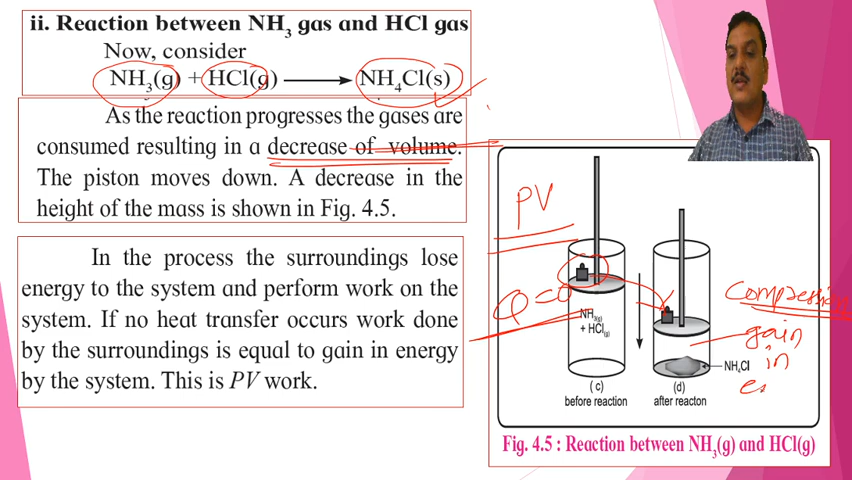 ii. Reaction between NH₃ gas and HCl gas
Now, consider
NH₃(g) + HCl(g) ⟶ NH₄Cl(s)
As the reaction progresses the gases are
consumed resulting in a decrease of volume.
The piston moves down. A decrease in the
height of the mass is shown in Fig. 4.5.
In the process the surroundings lose
energy to the system and perform work on the
system. If no heat transfer occurs work done
by the surroundings is equal to gain in energy
by the system. This is PV work.
PV
Q=0
NH₃(g)
+ HCl(g)
compression
gain
in
NH₄Cl
(c)
before reaction
(d)
after reacton
Fig. 4.5 : Reaction between NH₃(g) and HCl(g)